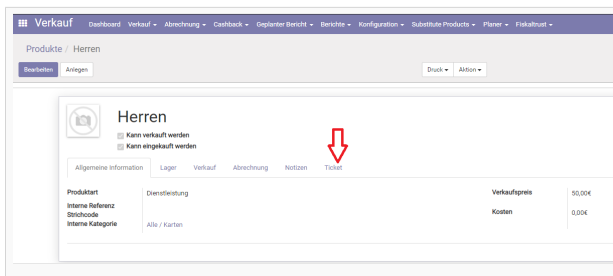 Verkauf Dashboard Verkauf Abrechnung Cashback Geplanter Bericht Berichte Konfiguration Substitute Products Planer Fiskaltrust
Produkte / Herren
Bearbeiten Anlegen Druck Aktion
Herren
Kann verkauft werden
Kann eingekauft werden
Allgemeine Information Lager Verkauf Abrechnung Notizen Ticket
Produktart Dienstleistung Verkaufspreis 50,00€
Interne Referenz
Strichcode Kosten 0,00€
Interne Kategorie Alle / Karten